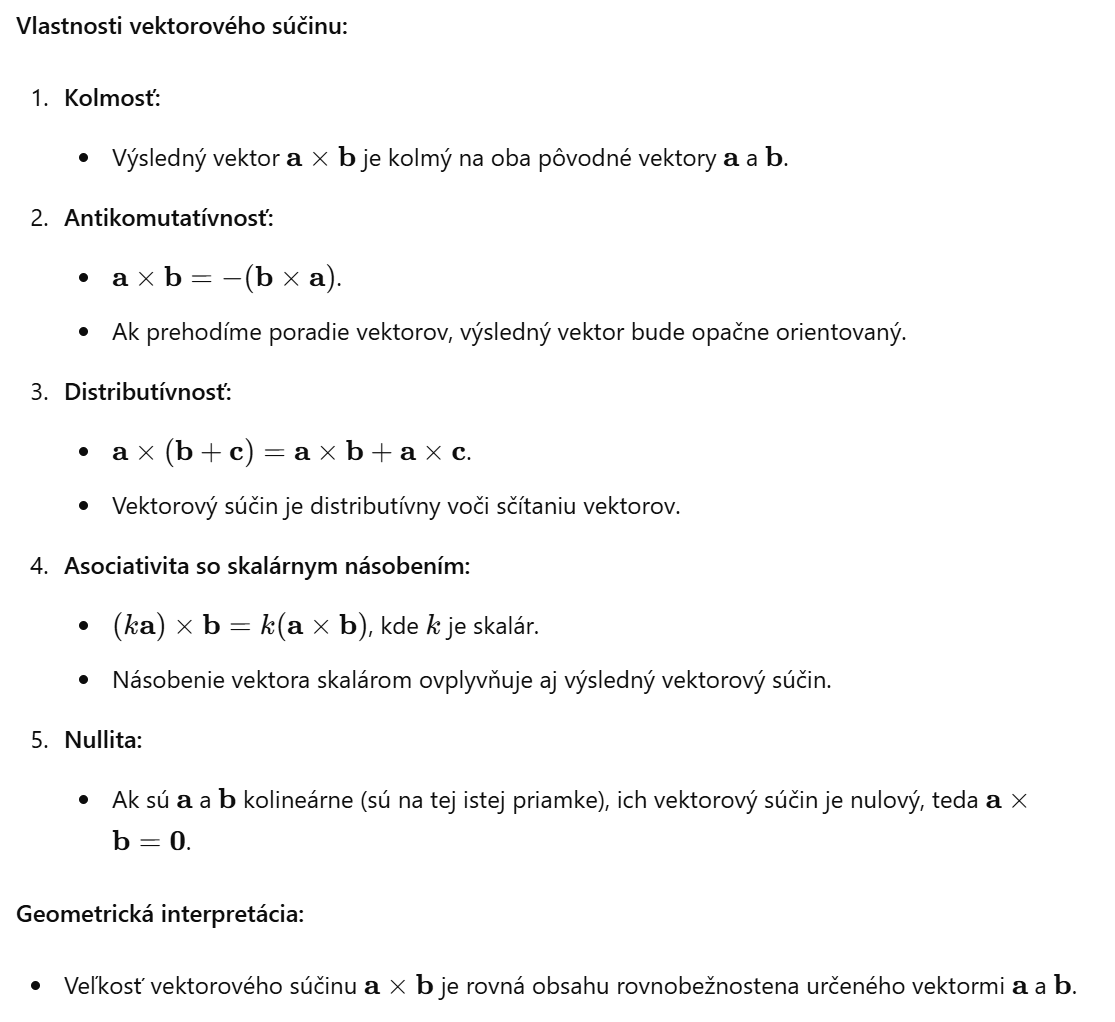 Vlastnosti vektorového súčinu:
1. Kolmosť:
• Výsledný vektor a × b je kolmý na oba pôvodné vektory a a b.
2. Antikomutatívnosť:
• a × b = −(b × a).
• Ak prehodíme poradie vektorov, výsledný vektor bude opačne orientovaný.
3. Distributívnosť:
• a × (b + c) = a × b + a × c.
• Vektorový súčin je distributívny voči sčítaniu vektorov.
4. Asociativita so skalárnym násobením:
• (ka) × b = k(a × b), kde k je skalár.
• Násobenie vektora skalárom ovplyvňuje aj výsledný vektorový súčin.
5. Nullita:
• Ak sú a a b kolineárne (sú na tej istej priamke), ich vektorový súčin je nulový, teda a ×
b = 0.
Geometrická interpretácia:
• Veľkosť vektorového súčinu a × b je rovná obsahu rovnobežnostena určeného vektormi a a b.